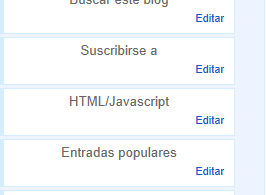 Buscar este blog
Editar
Suscribirse a
Editar
HTML/Javascript
Editar
Entradas populares
Editar